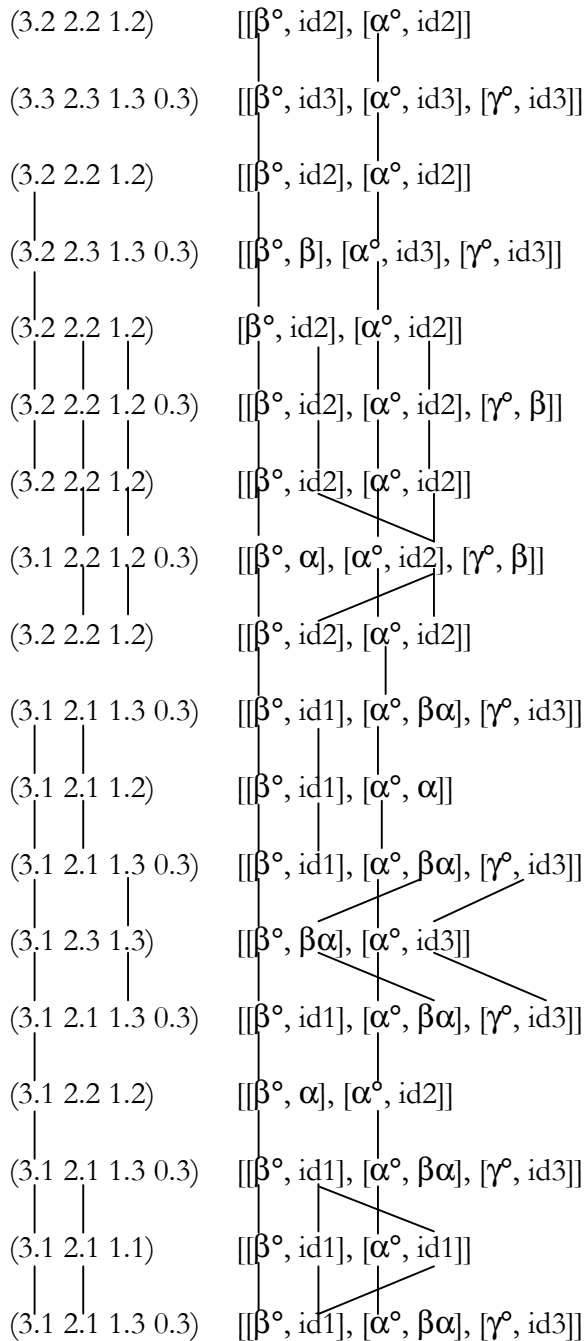 (3.2 2.2 1.2) [[β°, id2], [α°, id2]]
(3.3 2.3 1.3 0.3) [[β°, id3], [α°, id3], [γ°, id3]]
(3.2 2.2 1.2) [[β°, id2], [α°, id2]]
(3.2 2.3 1.3 0.3) [[β°, β], [α°, id3], [γ°, id3]]
(3.2 2.2 1.2) [β°, id2], [α°, id2]]
(3.2 2.2 1.2 0.3) [[β°, id2], [α°, id2], [γ°, β]]
(3.2 2.2 1.2) [[β°, id2], [α°, id2]]
(3.1 2.2 1.2 0.3) [[β°, α], [α°, id2], [γ°, β]]
(3.2 2.2 1.2) [[β°, id2], [α°, id2]]
(3.1 2.1 1.3 0.3) [[β°, id1], [α°, βα], [γ°, id3]]
(3.1 2.1 1.2) [[β°, id1], [α°, α]]
(3.1 2.1 1.3 0.3) [[β°, id1], [α°, βα], [γ°, id3]]
(3.1 2.3 1.3) [[β°, βα], [α°, id3]]
(3.1 2.1 1.3 0.3) [[β°, id1], [α°, βα], [γ°, id3]]
(3.1 2.2 1.2) [[β°, α], [α°, id2]]
(3.1 2.1 1.3 0.3) [[β°, id1], [α°, βα], [γ°, id3]]
(3.1 2.1 1.1) [[β°, id1], [α°, id1]]
(3.1 2.1 1.3 0.3) [[β°, id1], [α°, βα], [γ°, id3]]